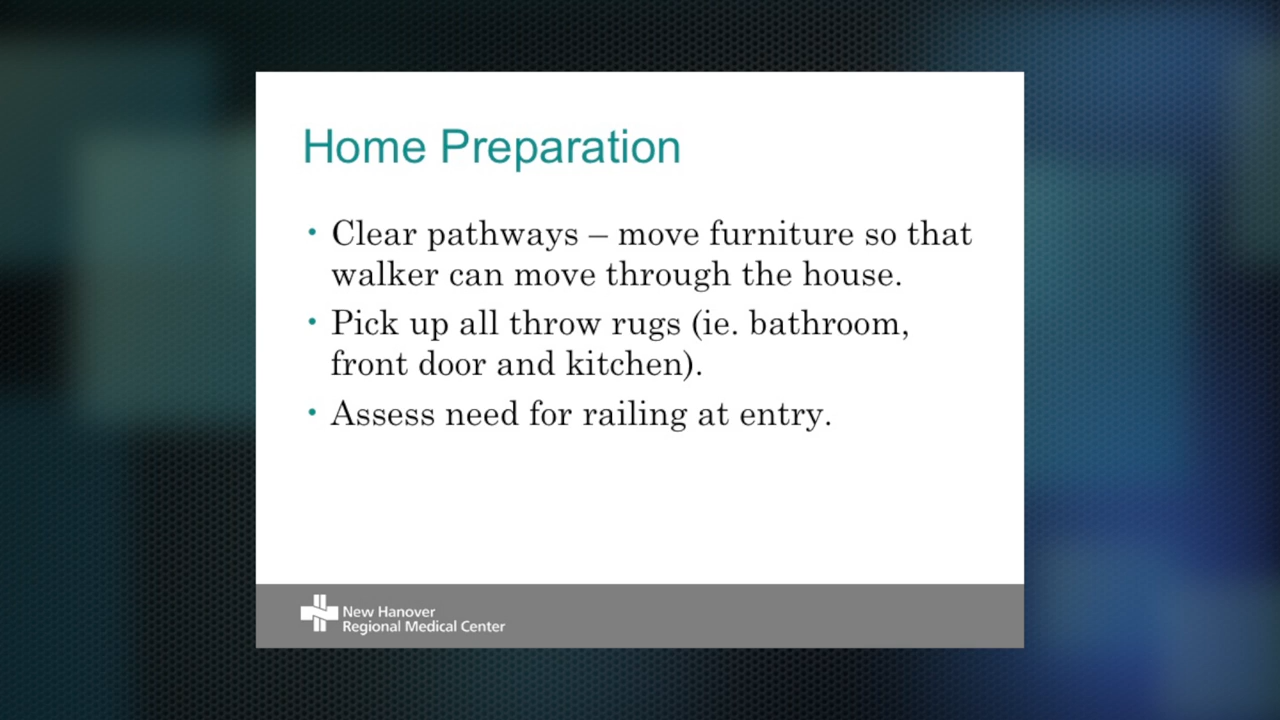 Home Preparation
• Clear pathways – move furniture so that
walker can move through the house.
• Pick up all throw rugs (ie. bathroom,
front door and kitchen).
• Assess need for railing at entry.
New Hanover
Regional Medical Center